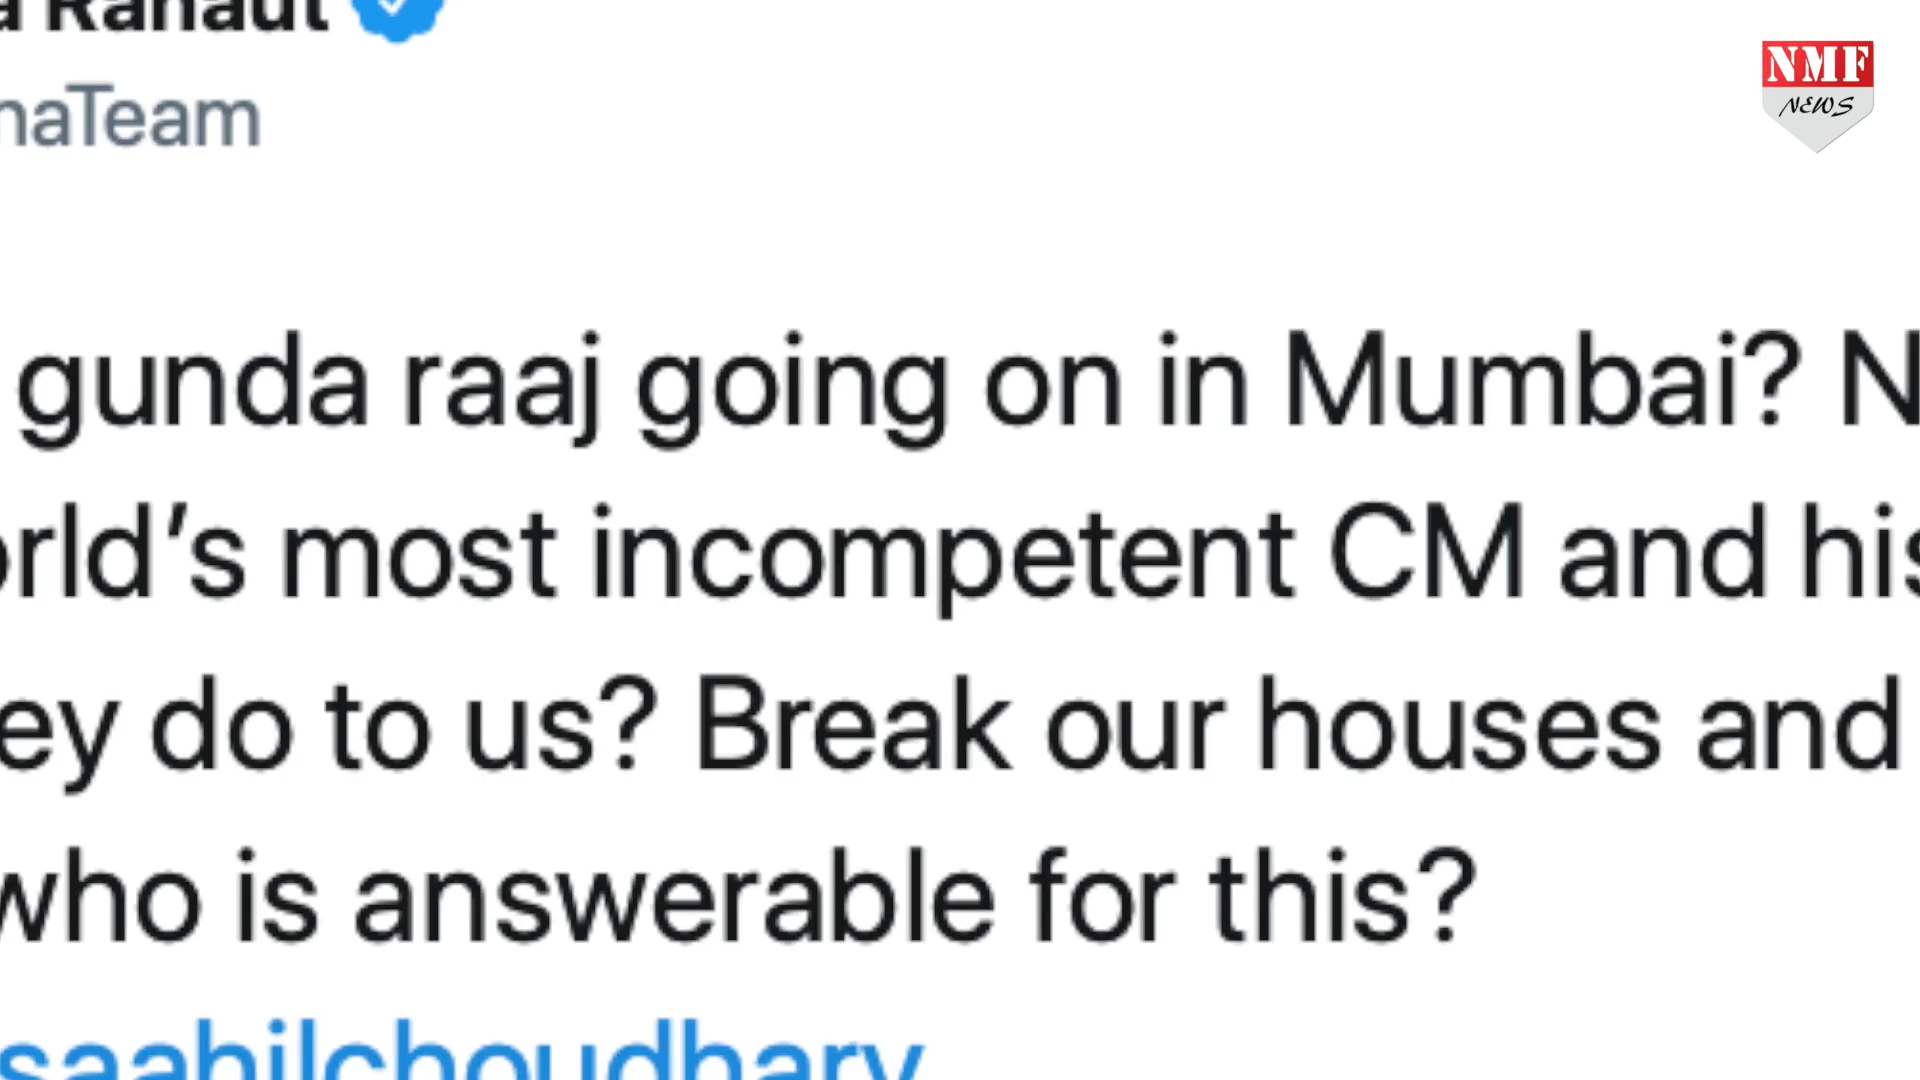 a Ranaut
naTeam
NMF
NEWS
gunda raaj going on in Mumbai? N
orld’s most incompetent CM and his
ey do to us? Break our houses and
who is answerable for this?
saahilchoudhary